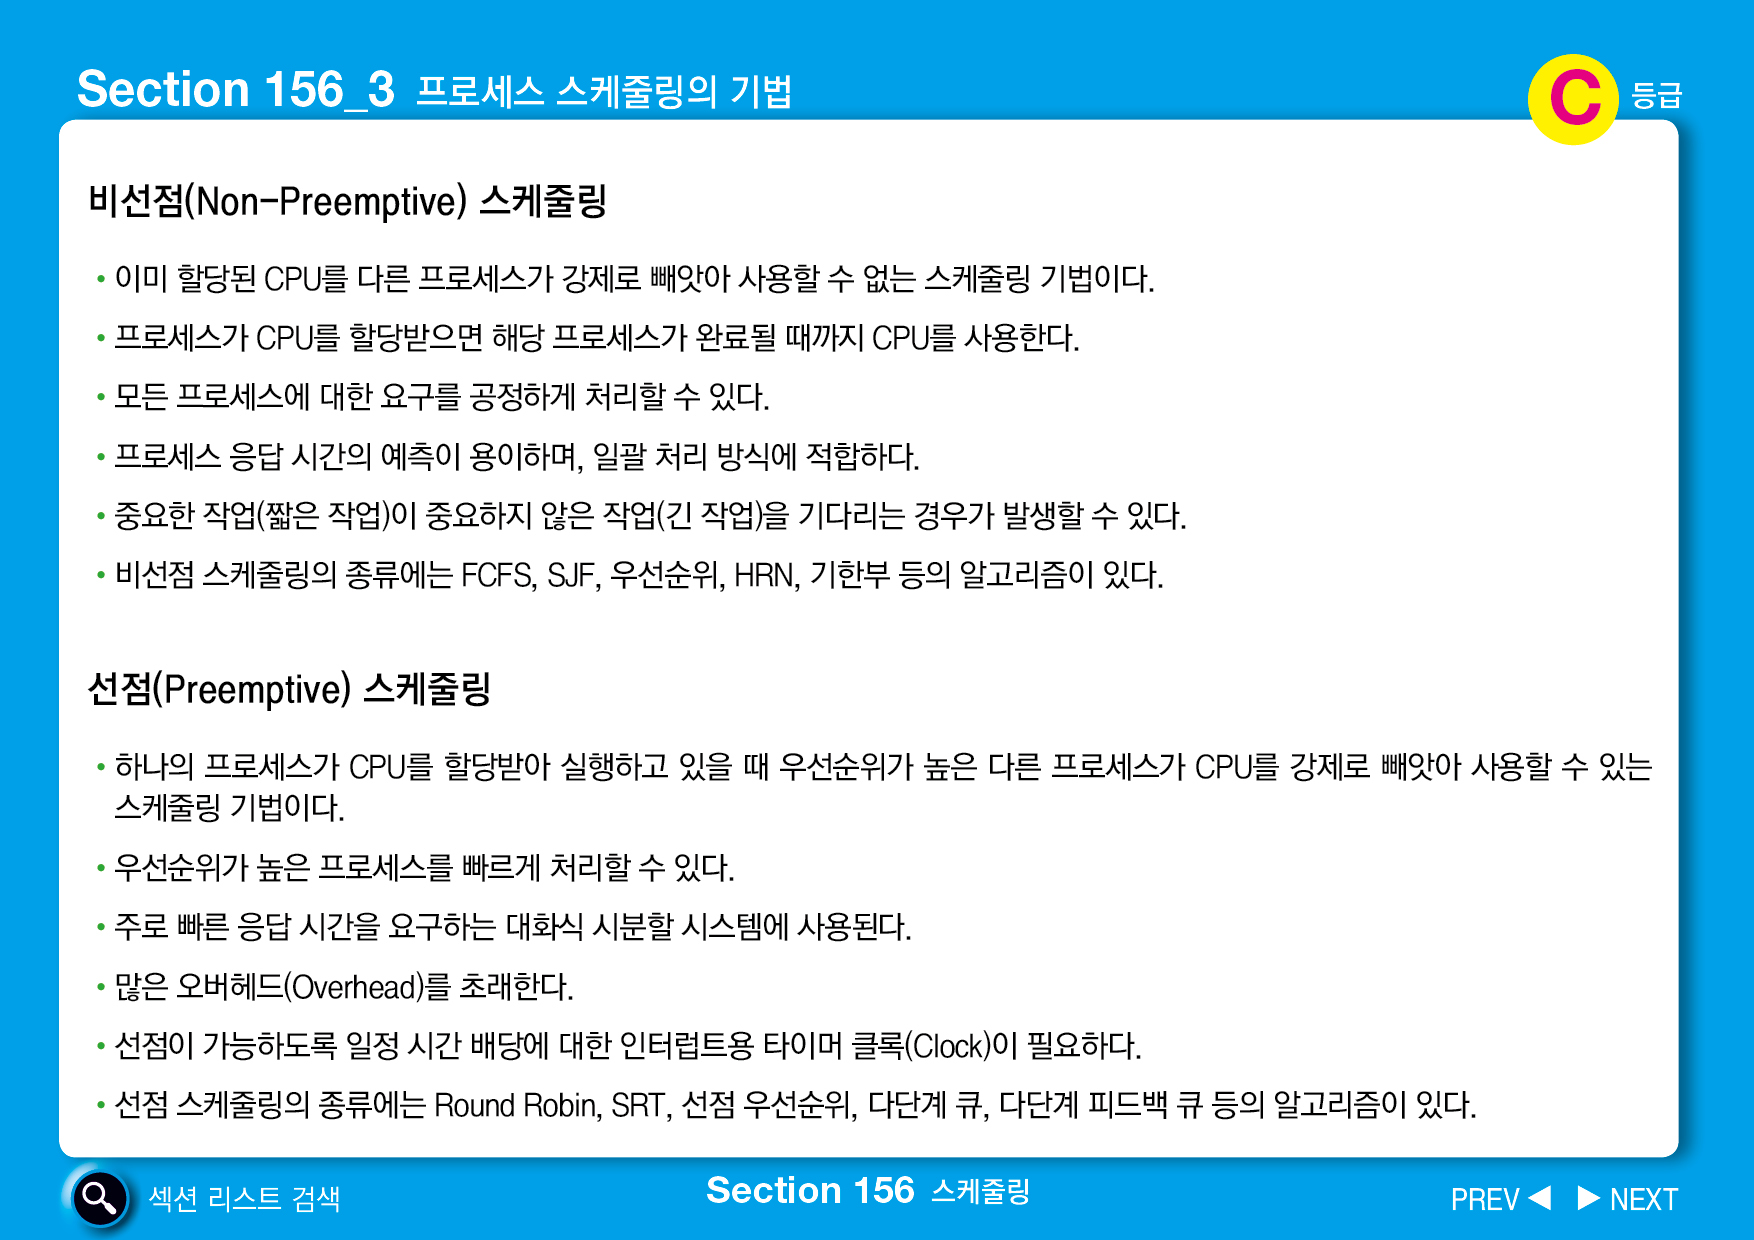 Section 156_3 프로세스 스케줄링의 기법
C 등급
비선점(Non-Preemptive) 스케줄링
• 이미 할당된 CPU를 다른 프로세스가 강제로 빼앗아 사용할 수 없는 스케줄링 기법이다.
• 프로세스가 CPU를 할당받으면 해당 프로세스가 완료될 때까지 CPU를 사용한다.
• 모든 프로세스에 대한 요구를 공정하게 처리할 수 있다.
• 프로세스 응답 시간의 예측이 용이하며, 일괄 처리 방식에 적합하다.
• 중요한 작업(짧은 작업)이 중요하지 않은 작업(긴 작업)을 기다리는 경우가 발생할 수 있다.
• 비선점 스케줄링의 종류에는 FCFS, SJF, 우선순위, HRN, 기한부 등의 알고리즘이 있다.
선점(Preemptive) 스케줄링
• 하나의 프로세스가 CPU를 할당받아 실행하고 있을 때 우선순위가 높은 다른 프로세스가 CPU를 강제로 빼앗아 사용할 수 있는
스케줄링 기법이다.
• 우선순위가 높은 프로세스를 빠르게 처리할 수 있다.
• 주로 빠른 응답 시간을 요구하는 대화식 시분할 시스템에 사용된다.
• 많은 오버헤드(Overhead)를 초래한다.
• 선점이 가능하도록 일정 시간 배당에 대한 인터럽트용 타이머 클록(Clock)이 필요하다.
• 선점 스케줄링의 종류에는 Round Robin, SRT, 선점 우선순위, 다단계 큐, 다단계 피드백 큐 등의 알고리즘이 있다.
섹션 리스트 검색
Section 156 스케줄링
PREV ◀ ▶ NEXT